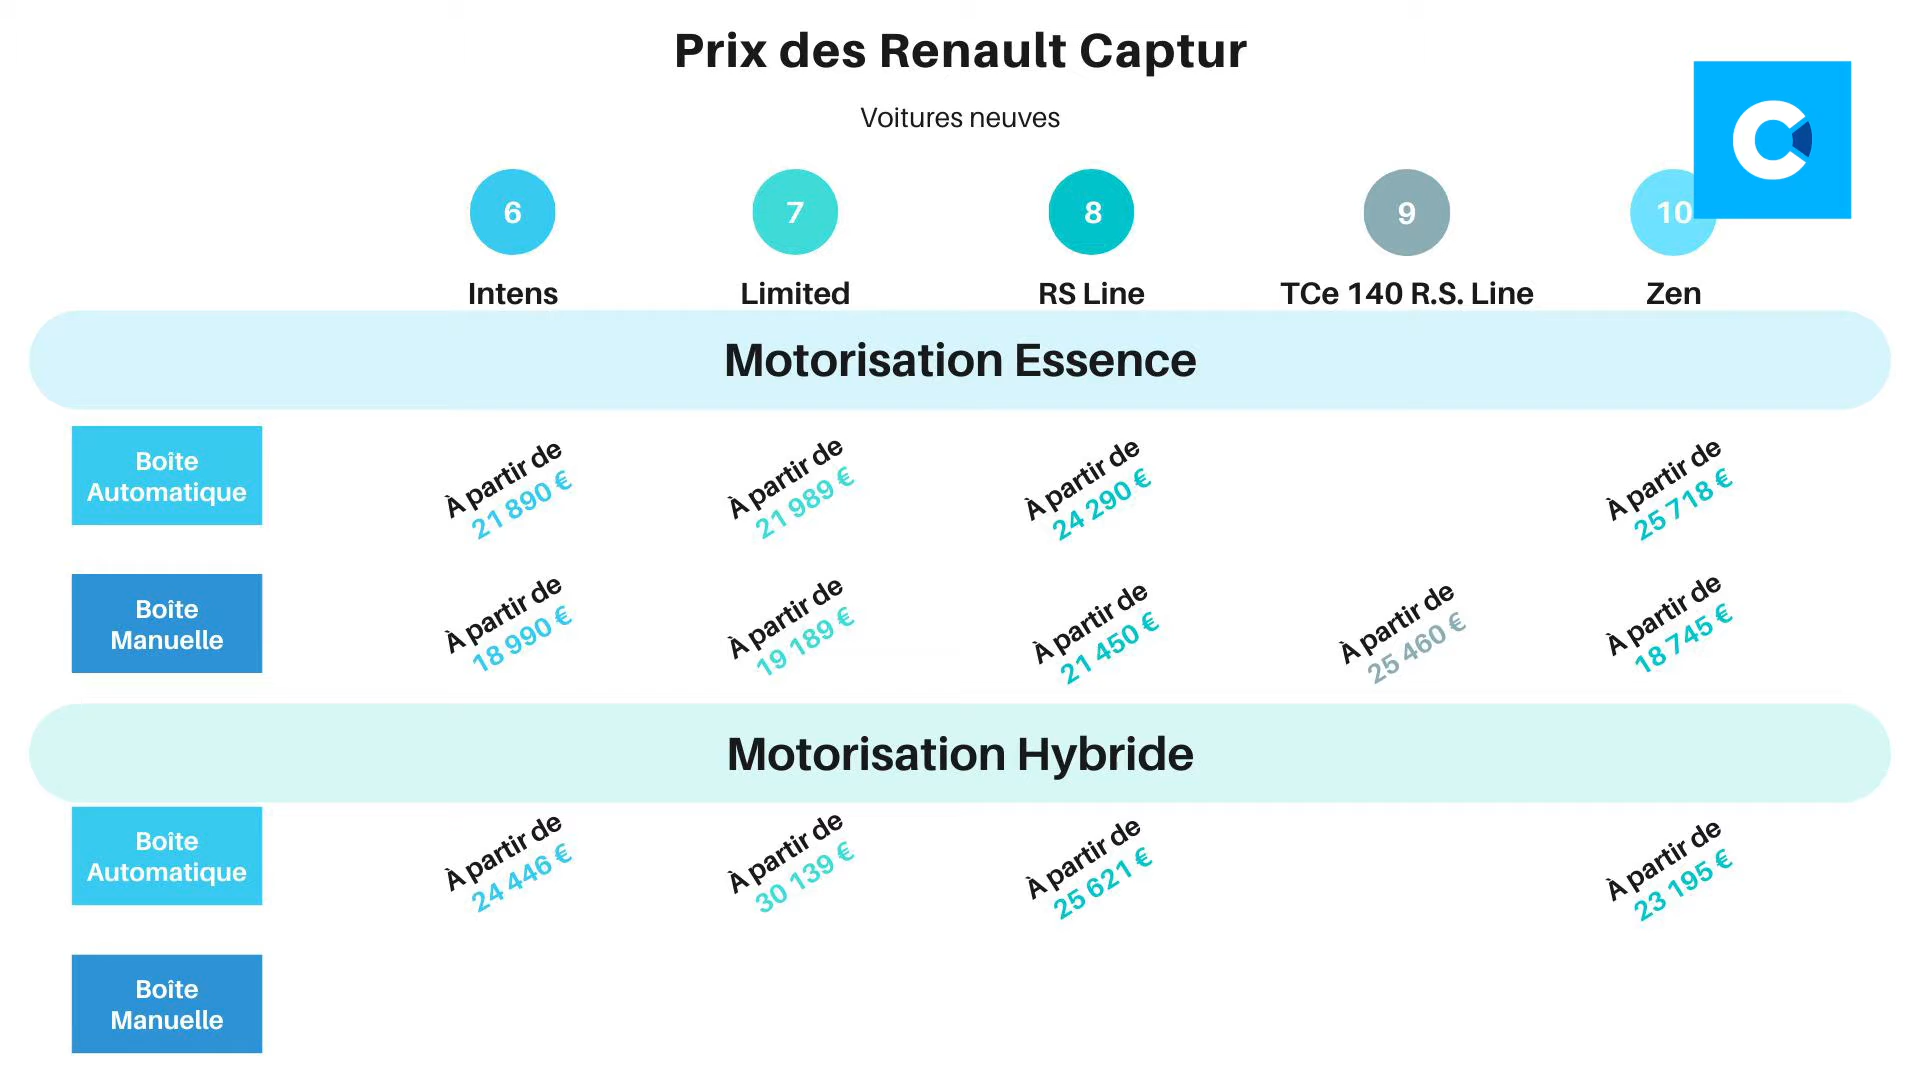 Prix des Renault Captur
Voitures neuves
6
7
8
9
10
Intens
Limited
RS Line
TCe 140 R.S. Line
Zen
Motorisation Essence
Boîte
Automatique
À partir de
21 890 €
À partir de
21 989 €
À partir de
24 290 €
À partir de
25 718 €
Boîte
Manuelle
À partir de
18 990 €
À partir de
19 189 €
À partir de
21 450 €
À partir de
25 460 €
À partir de
18 745 €
Motorisation Hybride
Boîte
Automatique
À partir de
24 446 €
À partir de
30 139 €
À partir de
25 621 €
À partir de
23 195 €
Boîte
Manuelle